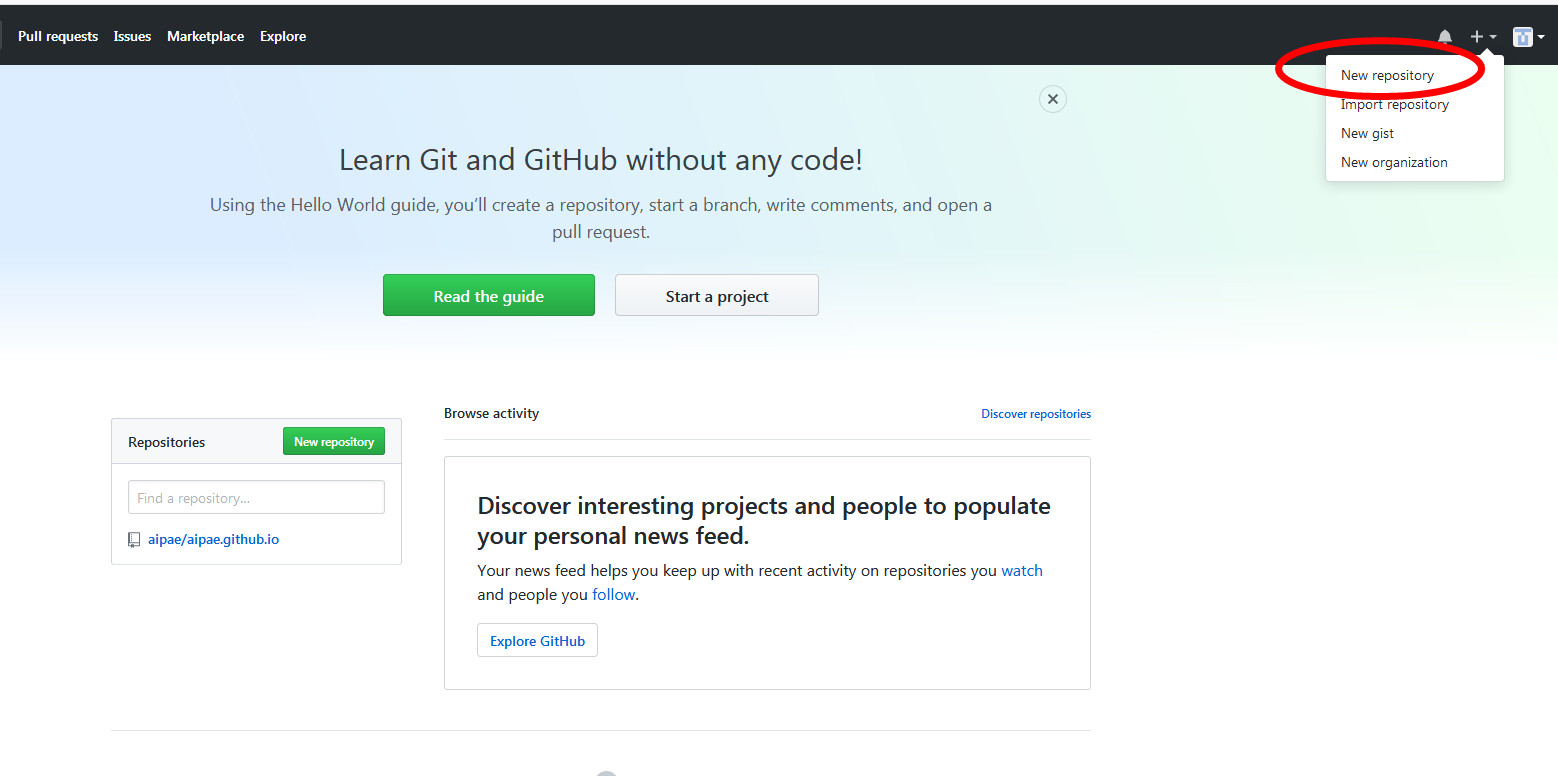 Pull requests Issues Marketplace Explore
New repository
Import repository
New gist
New organization
Learn Git and GitHub without any code!
Using the Hello World guide, you’ll create a repository, start a branch, write comments, and open a
pull request.
Read the guide Start a project
Repositories New repository
Find a repository...
aipae/aipae.github.io
Browse activity Discover repositories
Discover interesting projects and people to populate
your personal news feed.
Your news feed helps you keep up with recent activity on repositories you watch
and people you follow.
Explore GitHub